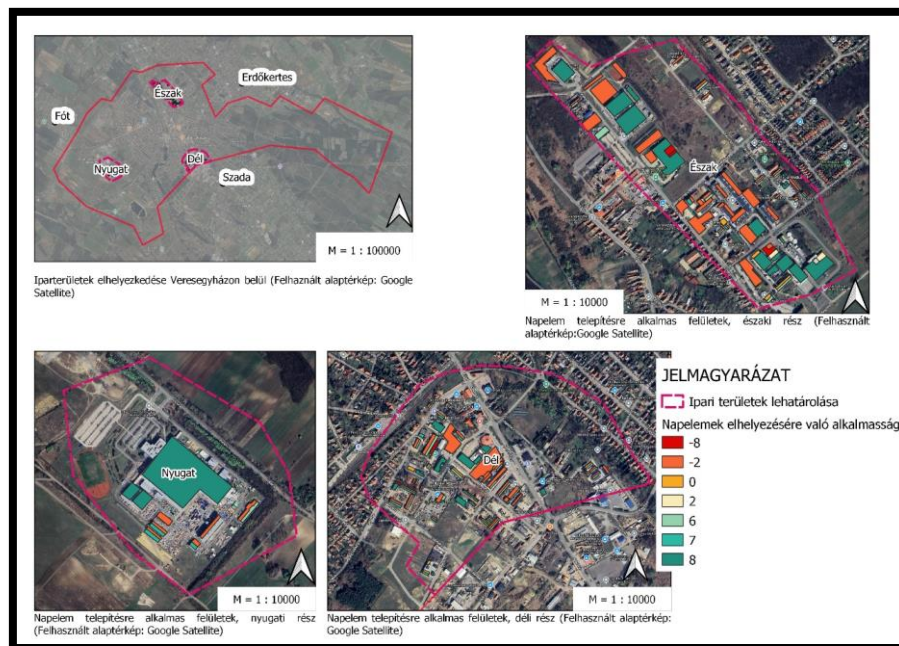 Észak
Erdőkertes
Fót
Nyugat
Dél
Szada
M = 1 : 100000
Iparterületek elhelyezkedése Veresegyházon belül (Felhaznált alaptérkép: Google
Satellite)
Észak
M = 1 : 10000
Napelem telepítésre alkalmas felületek, északi rész (Felhasznált
alaptérkép:Google Satellite)
Nyugat
M = 1 : 10000
Napelem telepítésre alkalmas felületek, nyugati rész
(Felhasznált alaptérkép: Google Satellite)
Dél
M = 1 : 10000
Napelem telepítésre alkalmas felületek, déli rész (Felhasznált alaptérkép:
Google Satellite)
JELMAGYARÁZAT
Ipari területek lehatárolása
Napelemek elhelyezésére való alkalmasság
-8
-2
0
2
6
7
8